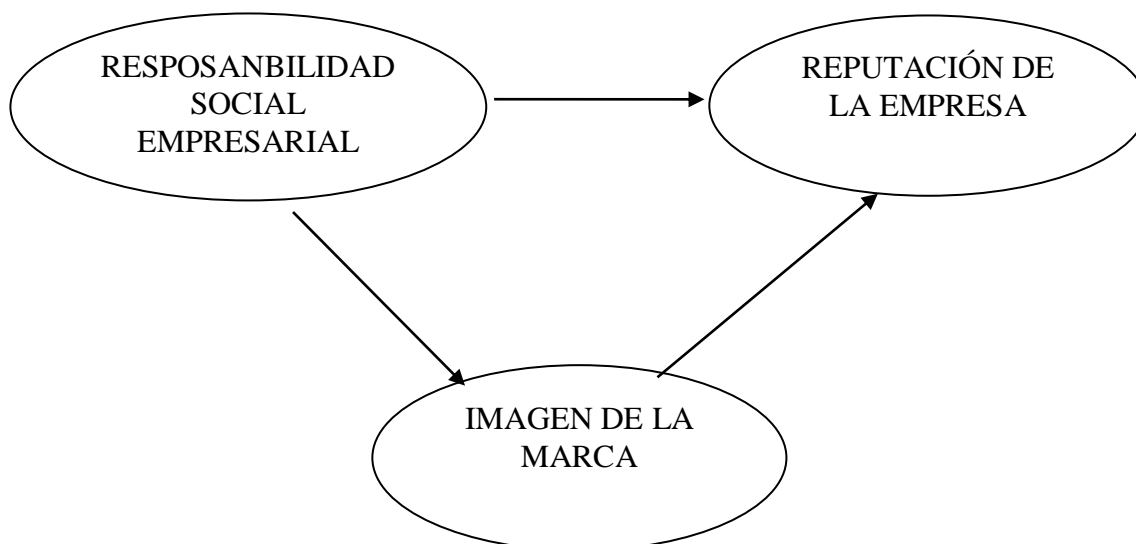 RESPOSANBILIDAD
SOCIAL
EMPRESARIAL
REPUTACIÓN DE
LA EMPRESA
IMAGEN DE LA
MARCA